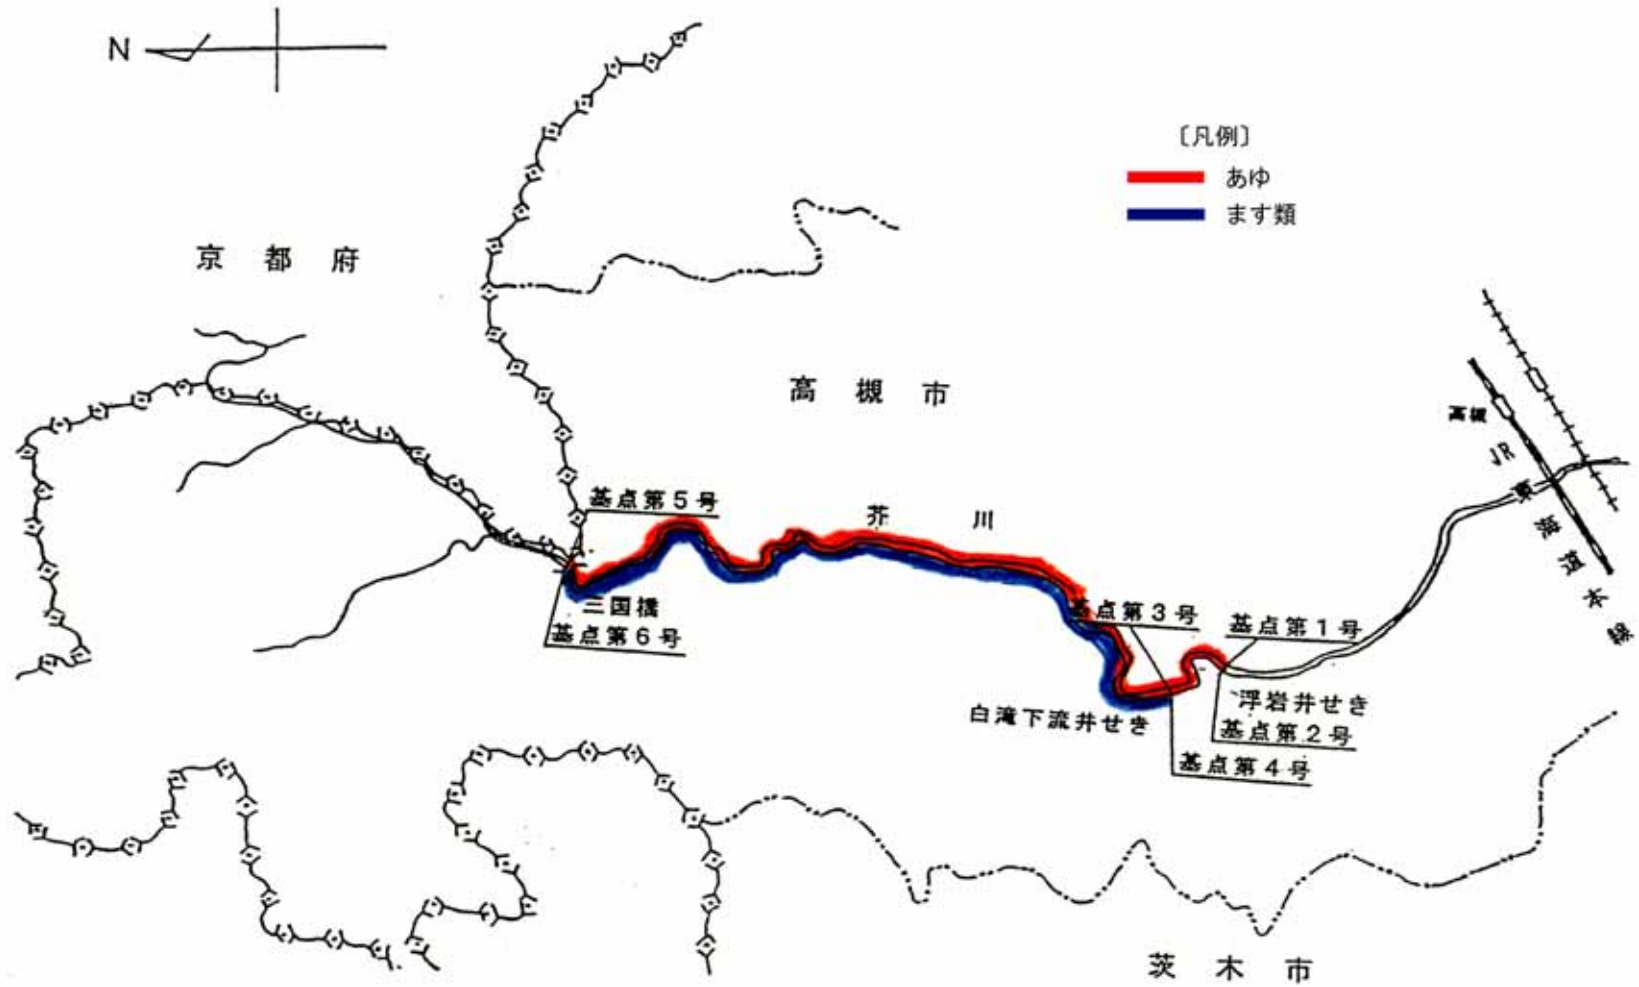 N
〔凡例〕
あゆ
ます類
京都府
高槻市
高槻
JR東海道本線
基点第5号
芥川
三国橋
基点第6号
基点第3号
基点第1号
浮岩井せき
白滝下流井せき
基点第2号
基点第4号
茨木市